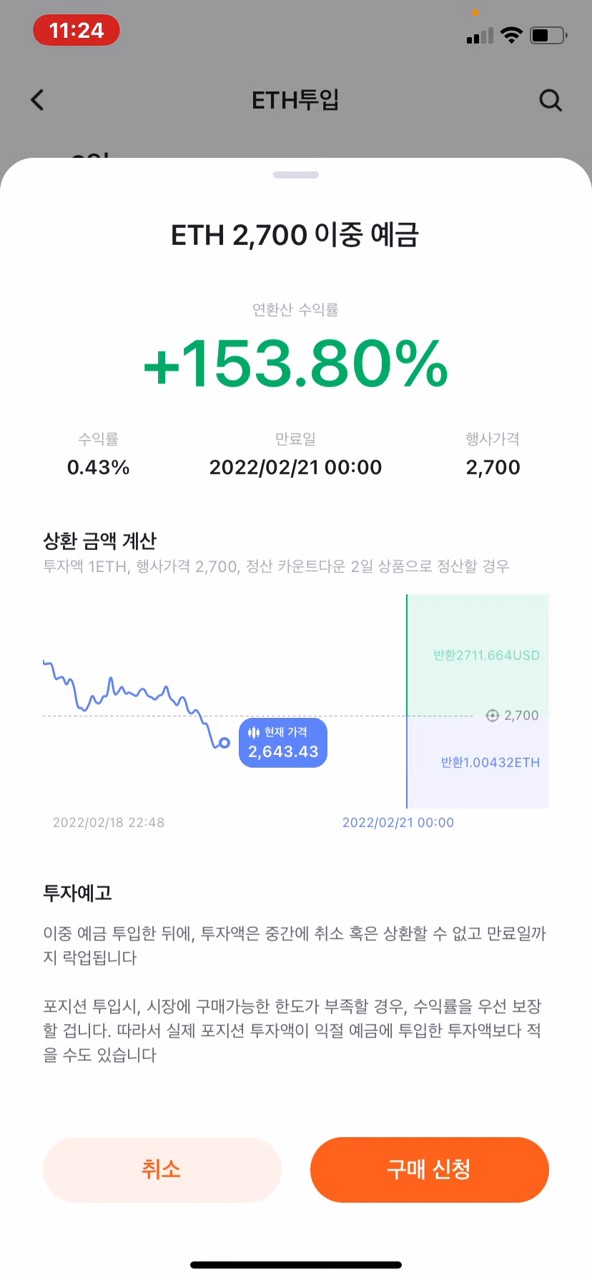 11:24
ETH투입
ETH 2,700 이중 예금
연환산 수익률
+153.80%
수익률
만료일
행사가격
0.43%
2022/02/21 00:00
2,700
상환 금액 계산
투자액 1ETH, 행사가격 2,700, 정산 카운트다운 2일 상품으로 정산할 경우
반환2711.664USD
2,700
현재 가격
2,643.43
반환1.00432ETH
2022/02/18 22:48
2022/02/21 00:00
투자예고
이중 예금 투입한 뒤에, 투자액은 중간에 취소 혹은 상환할 수 없고 만료일까
지 락업됩니다
포지션 투입시, 시장에 구매가능한 한도가 부족할 경우, 수익률을 우선 보장
할 겁니다. 따라서 실제 포지션 투자액이 익절 예금에 투입한 투자액보다 적
을 수도 있습니다
취소
구매 신청